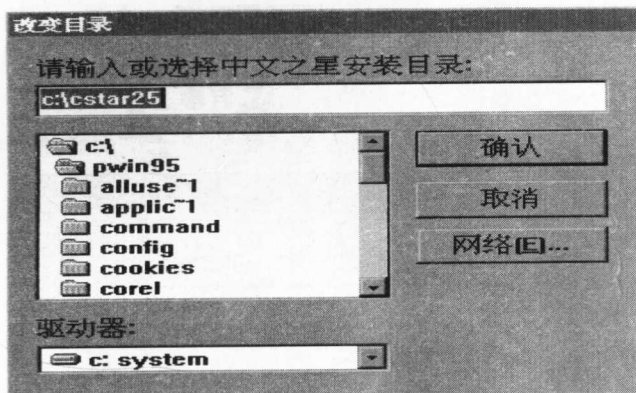 改变目录
请输入或选择中文之星安装目录:
c:\cstar25
c:\
pwin95
alluse~1
applic~1
command
config
cookies
corel
确认
取消
网络(E)...
驱动器:
c: system